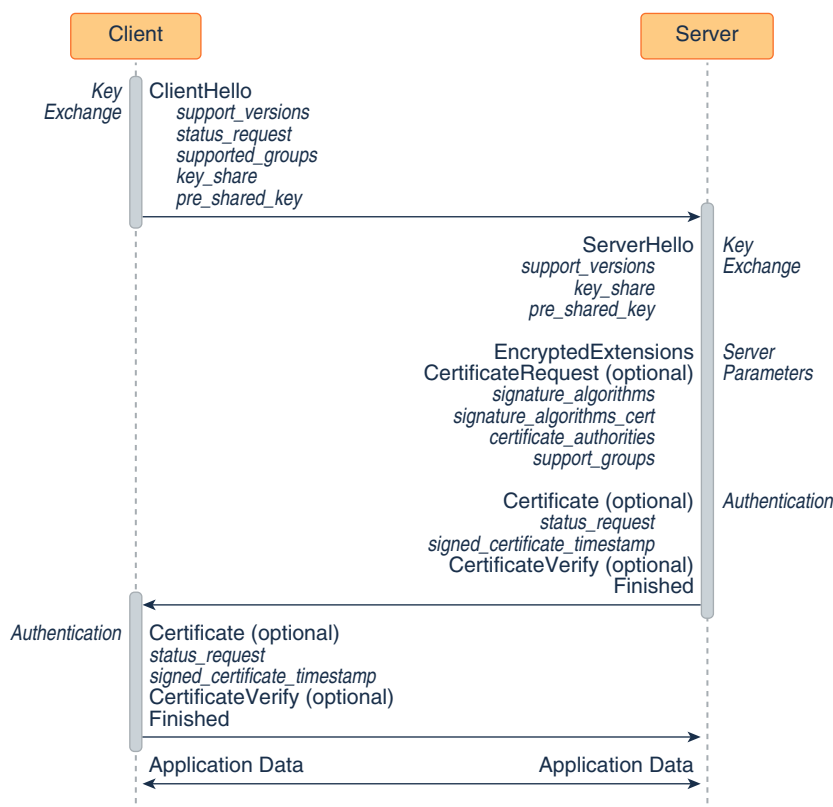 Client
Server
Key
Exchange
ClientHello
support_versions
status_request
supported_groups
key_share
pre_shared_key
ServerHello
support_versions
key_share
pre_shared_key
Key
Exchange
EncryptedExtensions
CertificateRequest (optional)
signature_algorithms
signature_algorithms_cert
certificate_authorities
support_groups
Server
Parameters
Certificate (optional)
status_request
signed_certificate_timestamp
CertificateVerify (optional)
Finished
Authentication
Authentication
Certificate (optional)
status_request
signed_certificate_timestamp
CertificateVerify (optional)
Finished
Application Data
Application Data